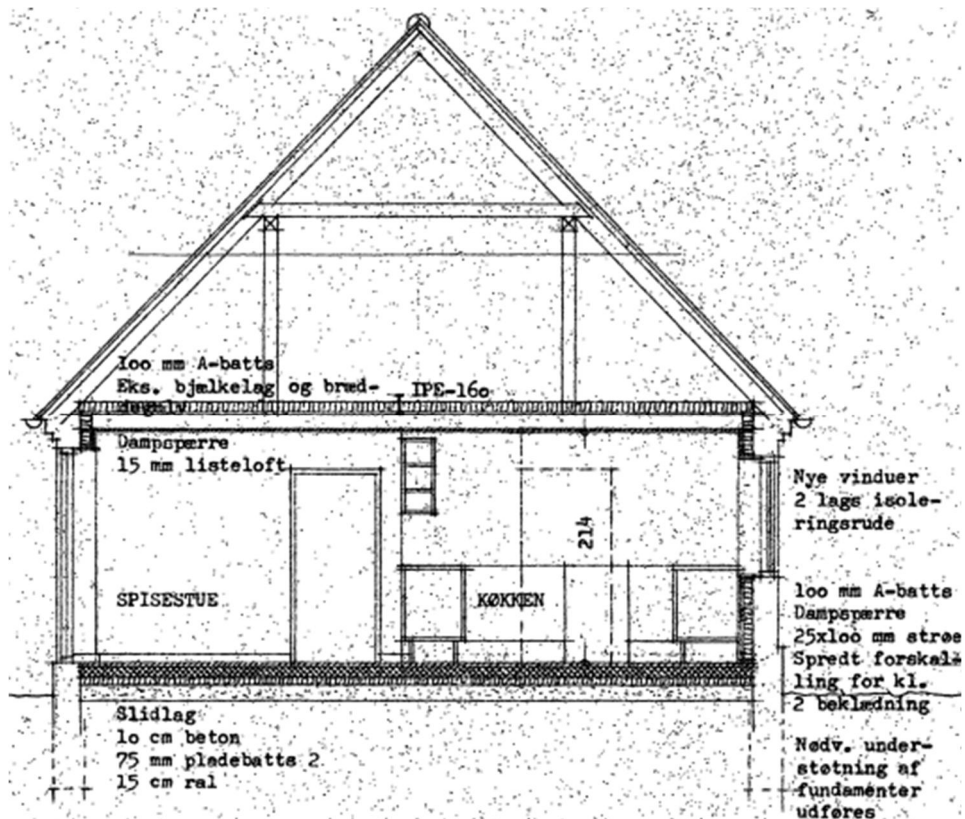 Ioo mm A-batts
Eks. bjælkelag og bræd-
IPE-16o
Dampspærre
15 mm listeloft
Nye vinduer
2 lags isole-
ringsrude
214
SPISESTUE
KØKKEN
loo mm A-batts
Dampspærre
25xloo mm strøe
Spredt forskal-
ling for kl.
2 beklædning
Slidlag
lo cm beton
75 mm pladebatts 2
15 cm ral
Nødv. under-
støtning af
fundamenter
udføres